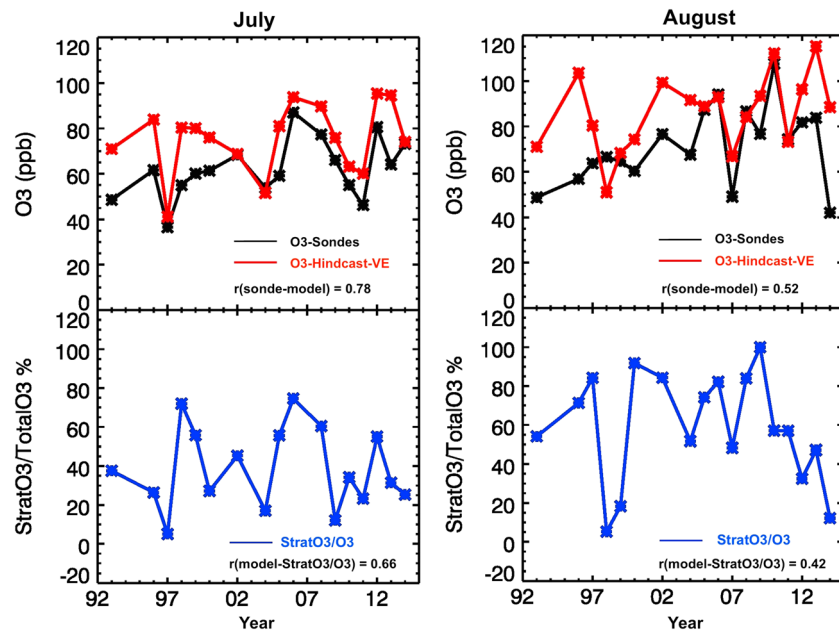 July
120
100
80
60
40
20
0
O3 (ppb)
O3-Sondes
O3-Hindcast-VE
r(sonde-model) = 0.78
120
100
80
60
40
20
0
-20
StratO3/TotalO3 %
StratO3/O3
r(model-StratO3/O3) = 0.66
92 97 02 07 12
Year
August
120
100
80
60
40
20
0
O3 (ppb)
O3-Sondes
O3-Hindcast-VE
r(sonde-model) = 0.52
120
100
80
60
40
20
0
-20
StratO3/TotalO3 %
StratO3/O3
r(model-StratO3/O3) = 0.42
92 97 02 07 12
Year